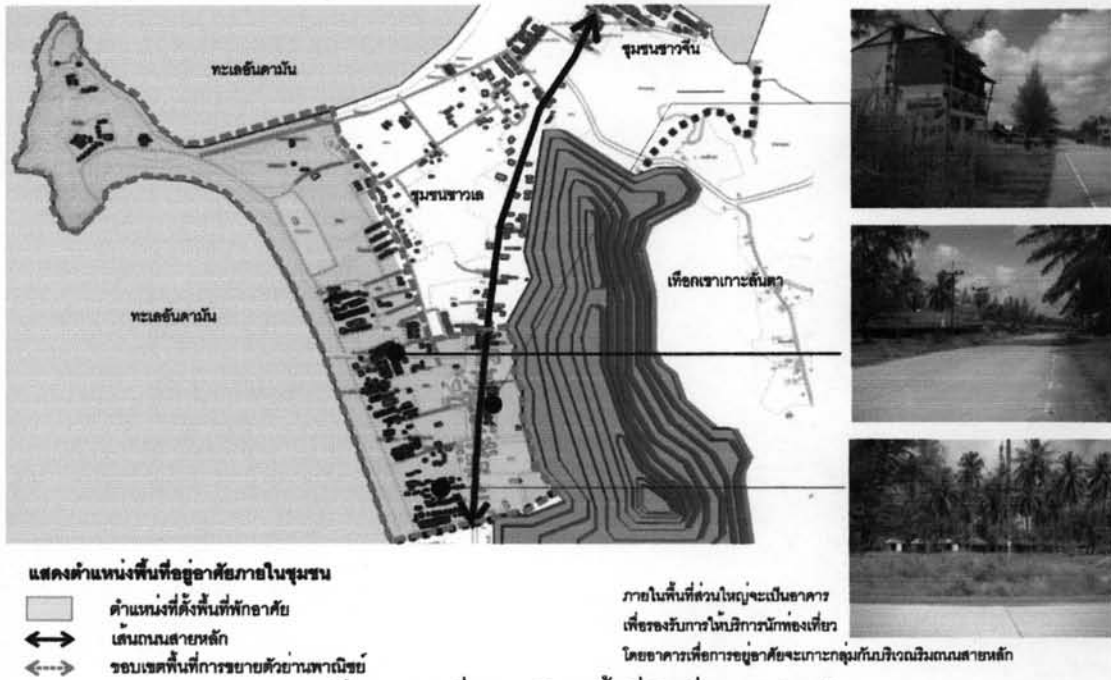 ทะเลอันดามัน
ชุมชนชาวจีน
ชุมชนชาวเล
เทือกเขาเกาะลันตา
ทะเลอันดามัน
แสดงตำแหน่งพื้นที่อยู่อาศัยภายในชุมชน
ตำแหน่งที่ตั้งพื้นที่พักอาศัย
เส้นถนนสายหลัก
ขอบเขตพื้นที่การขยายตัวย่านพาณิชย์
ภายในพื้นที่ส่วนใหญ่จะเป็นอาคาร
เพื่อรองรับการให้บริการนักท่องเที่ยว
โดยอาคารเพื่อการอยู่อาศัยจะเกาะกลุ่มกันบริเวณริมถนนสายหลัก